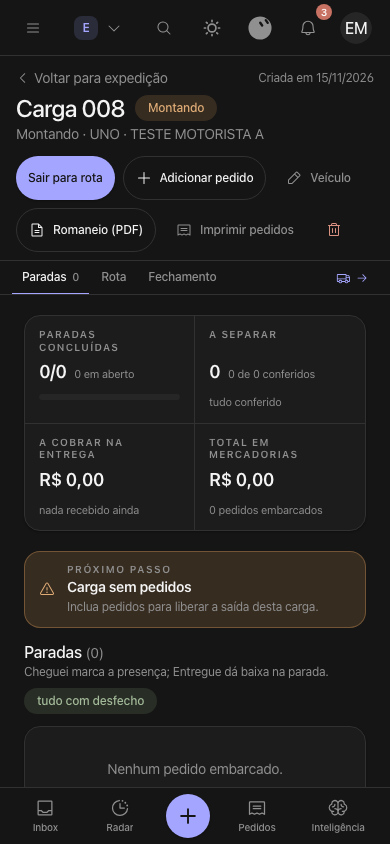 E
3
EM
Voltar para expedição
Criada em 15/11/2026
Carga 008
Montando
Montando · UNO · TESTE MOTORISTA A
Sair para rota
Adicionar pedido
Veículo
Romaneio (PDF)
Imprimir pedidos
Paradas 0
Rota
Fechamento
PARADAS
CONCLUÍDAS
0/0 0 em aberto
A SEPARAR
0 0 de 0 conferidos
tudo conferido
A COBRAR NA
ENTREGA
R$ 0,00
nada recebido ainda
TOTAL EM
MERCADORIAS
R$ 0,00
0 pedidos embarcados
PRÓXIMO PASSO
Carga sem pedidos
Inclua pedidos para liberar a saída desta carga.
Paradas (0)
Cheguei marca a presença; Entregue dá baixa na parada.
tudo com desfecho
Nenhum pedido embarcado.
Inbox
Radar
Pedidos
Inteligência